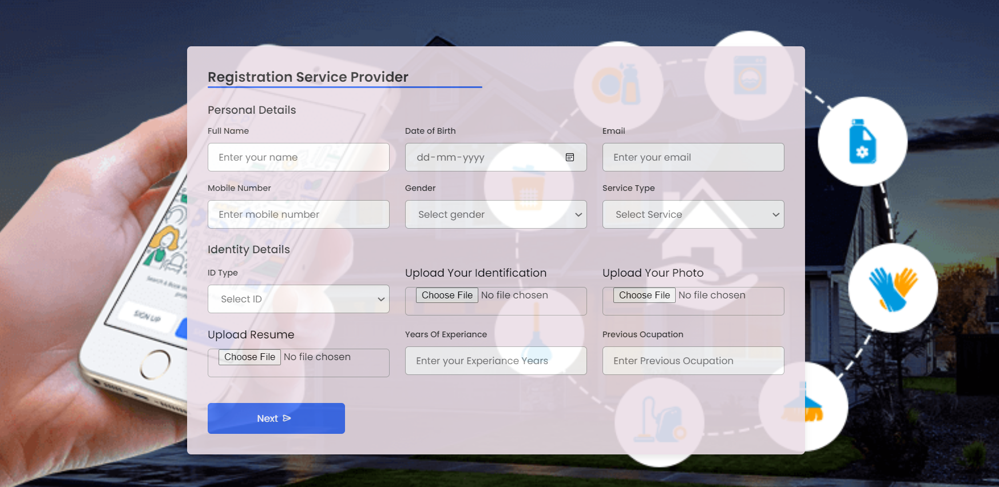 Registration Service Provider
Personal Details
Full Name Date of Birth Email
Enter your name dd-mm-yyyy Enter your email
Mobile Number Gender Service Type
Enter mobile number Select gender Select Service
Identity Details
ID Type Upload Your Identification Upload Your Photo
Select ID Choose File No file chosen Choose File No file chosen
Upload Resume Years Of Experiance Previous Ocupation
Choose File No file chosen Enter your Experiance Years Enter Previous Ocupation
Next
SIGN UP